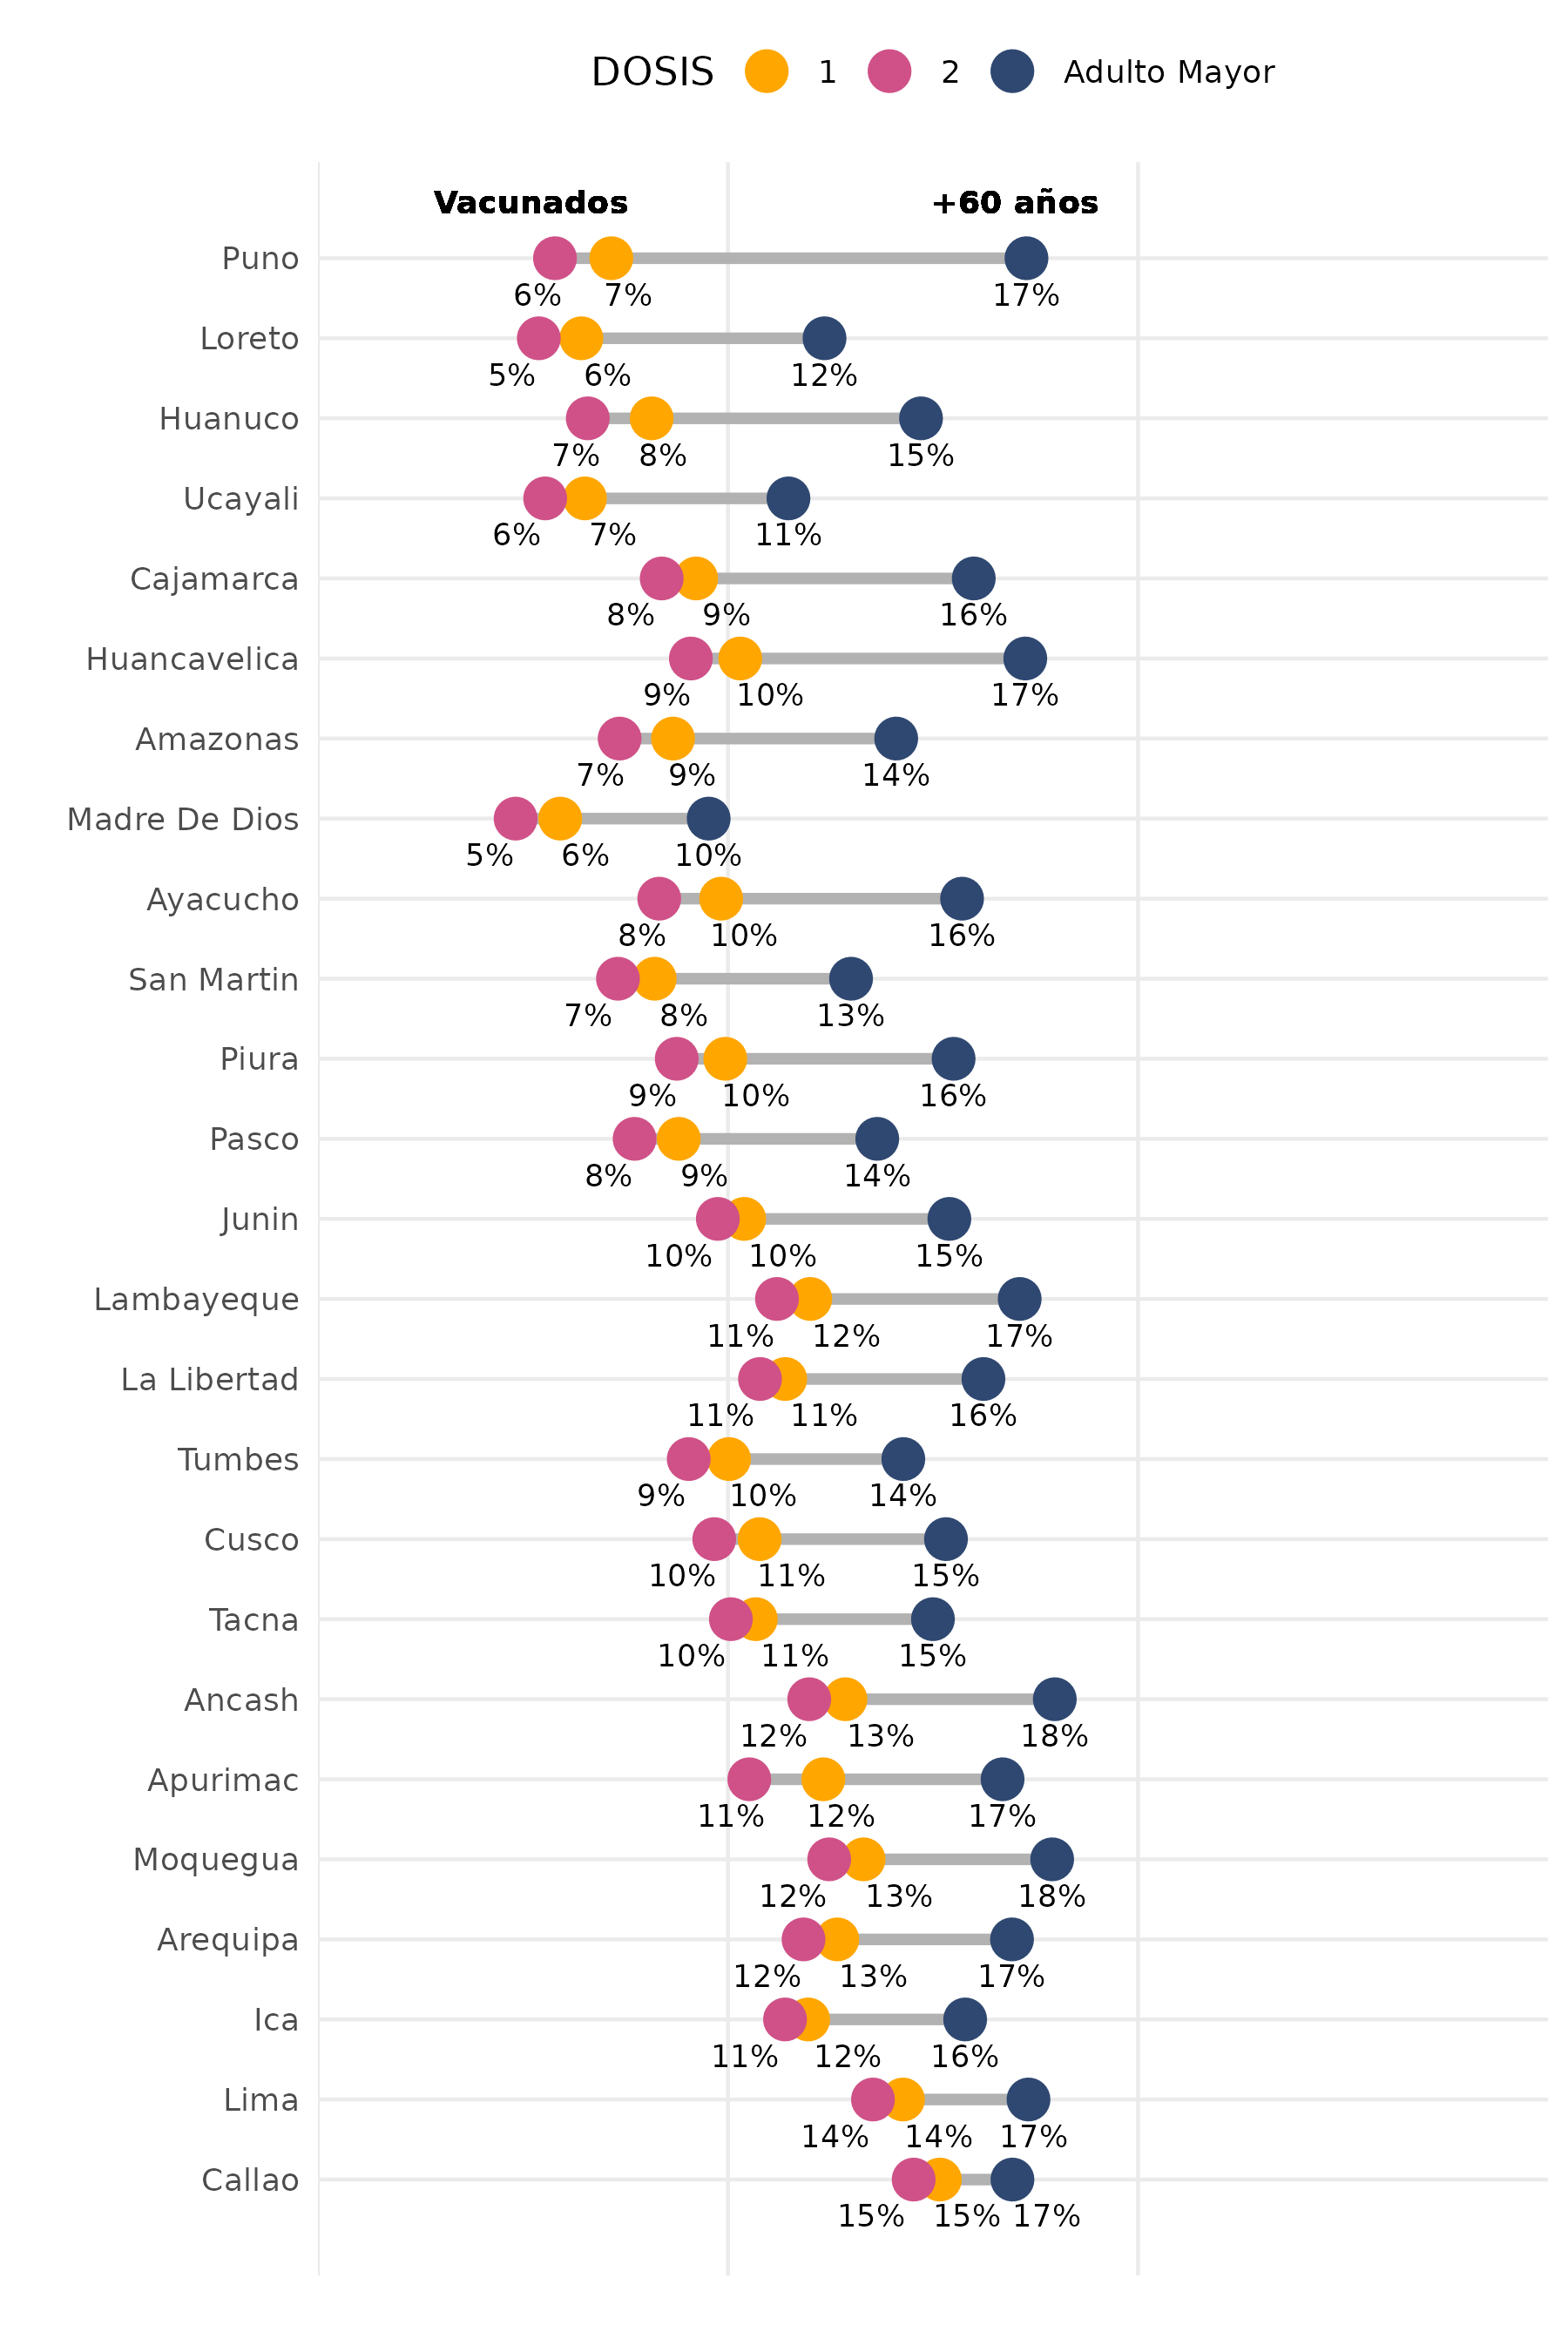 DOSIS 1 2 Adulto Mayor
Vacunados +60 años
Puno
6% 7% 17%
Loreto
5% 6% 12%
Huanuco
7% 8% 15%
Ucayali
6% 7% 11%
Cajamarca
8% 9% 16%
Huancavelica
9% 10% 17%
Amazonas
7% 9% 14%
Madre De Dios
5% 6% 10%
Ayacucho
8% 10% 16%
San Martin
7% 8% 13%
Piura
9% 10% 16%
Pasco
8% 9% 14%
Junin
10% 10% 15%
Lambayeque
11% 12% 17%
La Libertad
11% 11% 16%
Tumbes
9% 10% 14%
Cusco
10% 11% 15%
Tacna
10% 11% 15%
Ancash
12% 13% 18%
Apurimac
11% 12% 17%
Moquegua
12% 13% 18%
Arequipa
12% 13% 17%
Ica
11% 12% 16%
Lima
14% 14% 17%
Callao
15% 15% 17%